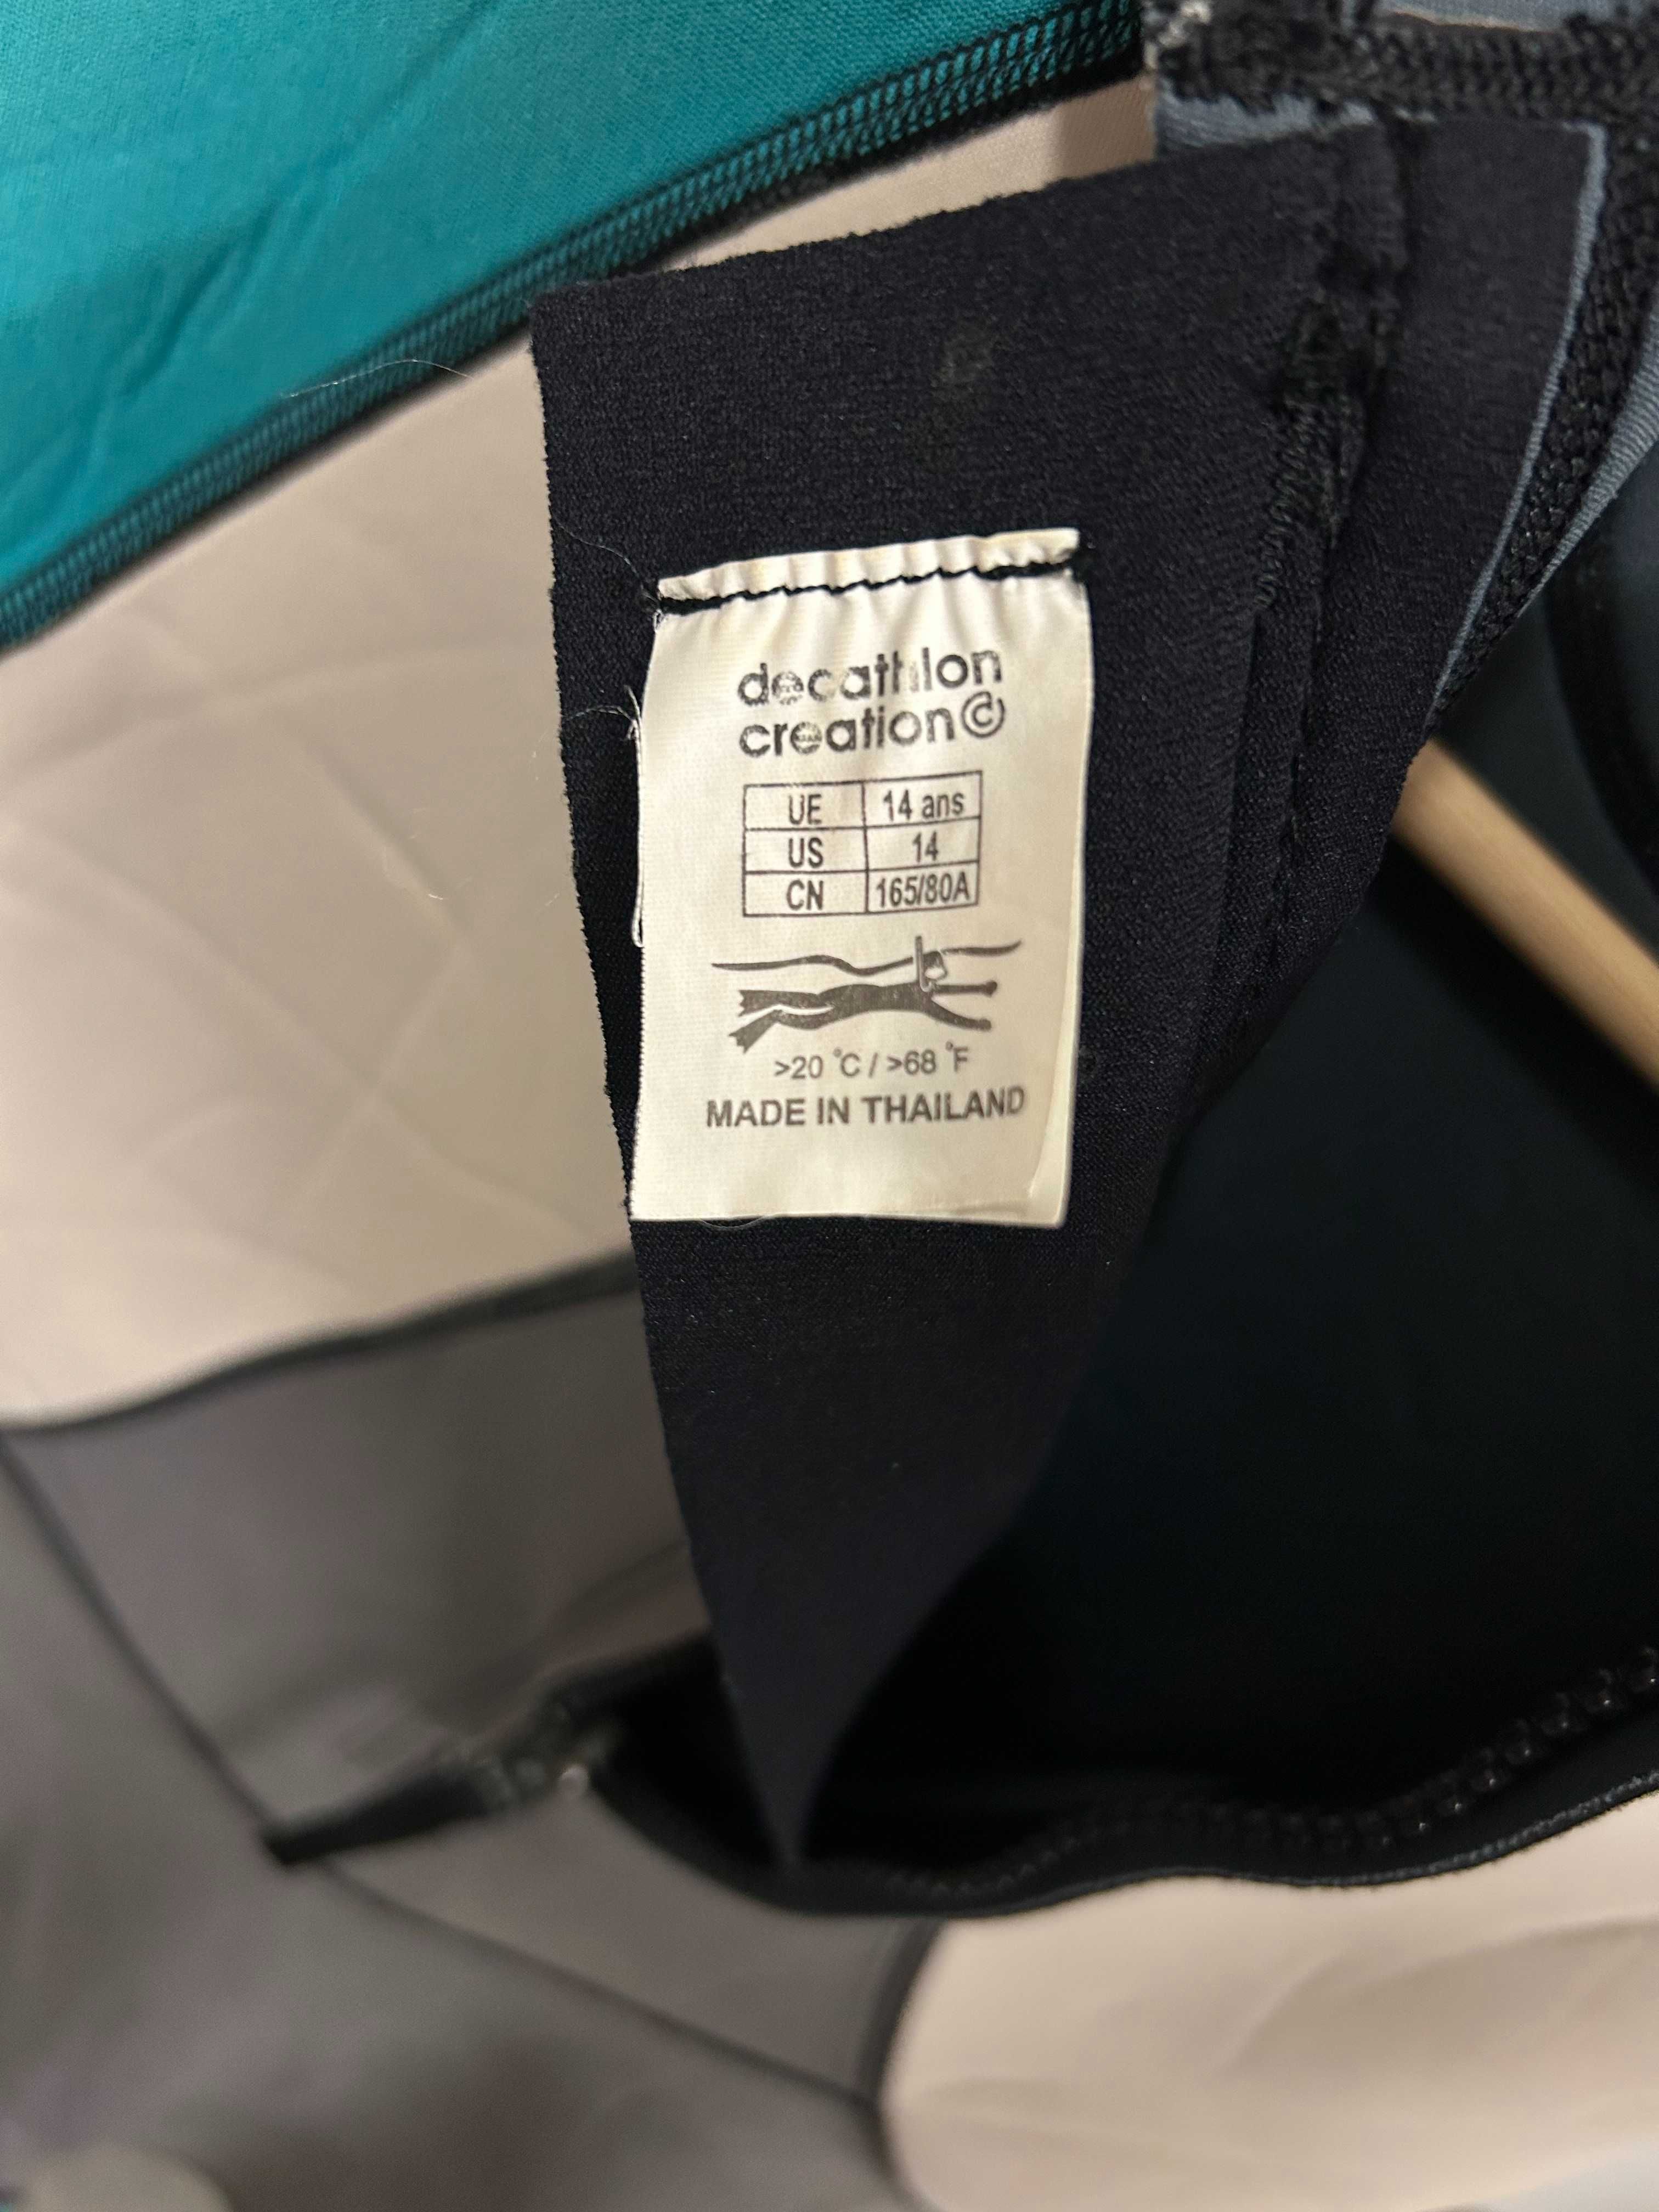 decathlon
creation©
UE 14 ans
US 14
CN 165/80A
>20 °C / >68 °F
MADE IN THAILAND